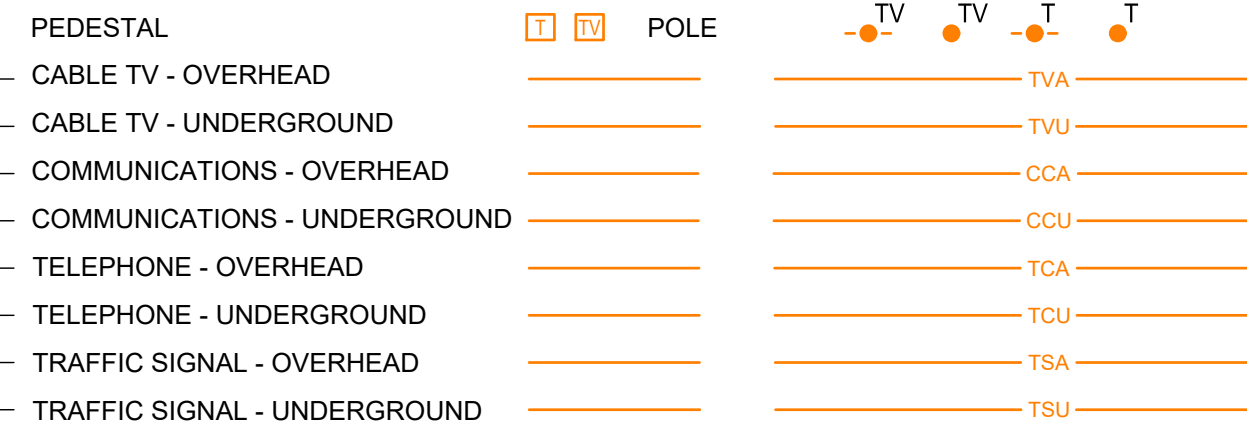 PEDESTAL T TV POLE TV TV T T
CABLE TV - OVERHEAD TVA
CABLE TV - UNDERGROUND TVU
COMMUNICATIONS - OVERHEAD CCA
COMMUNICATIONS - UNDERGROUND CCU
TELEPHONE - OVERHEAD TCA
TELEPHONE - UNDERGROUND TCU
TRAFFIC SIGNAL - OVERHEAD TSA
TRAFFIC SIGNAL - UNDERGROUND TSU